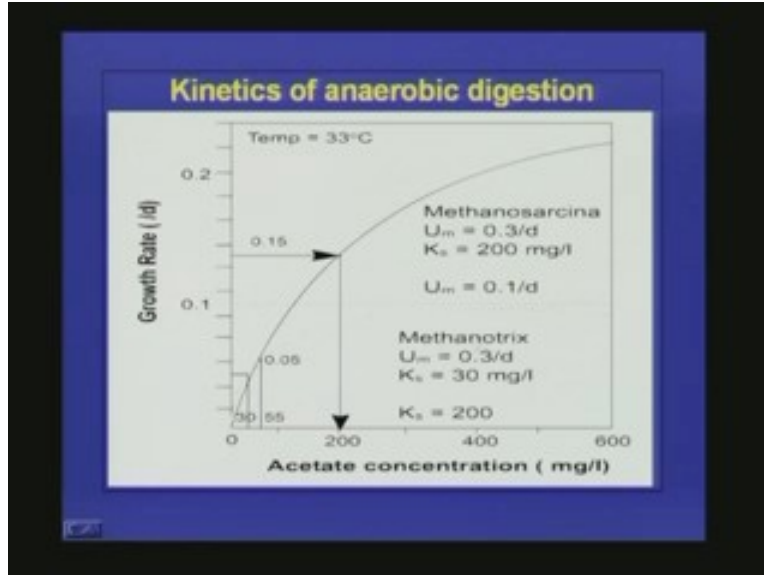 Kinetics of anaerobic digestion
Temp = 33°C
0.2
Growth Rate ( /d)
Methanosarcina
Um = 0.3/d
Ks = 200 mg/l
0.15
Um = 0.1/d
0.1
Methanotrix
Um = 0.3/d
Ks = 30 mg/l
0.05
30 55
Ks = 200
0 200 400 600
Acetate concentration ( mg/l)